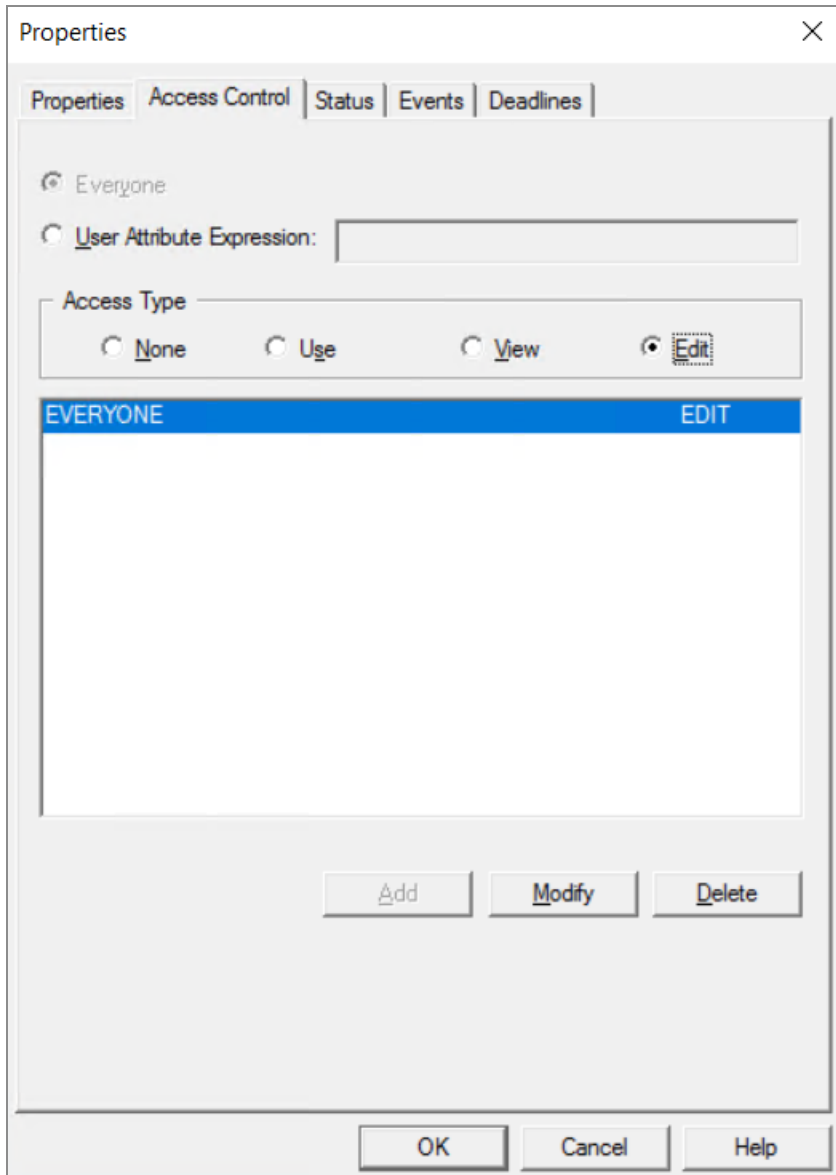 Properties
Properties Access Control Status Events Deadlines
Everyone
User Attribute Expression:
Access Type
None Use View Edit
EVERYONE EDIT
Add Modify Delete
OK Cancel Help